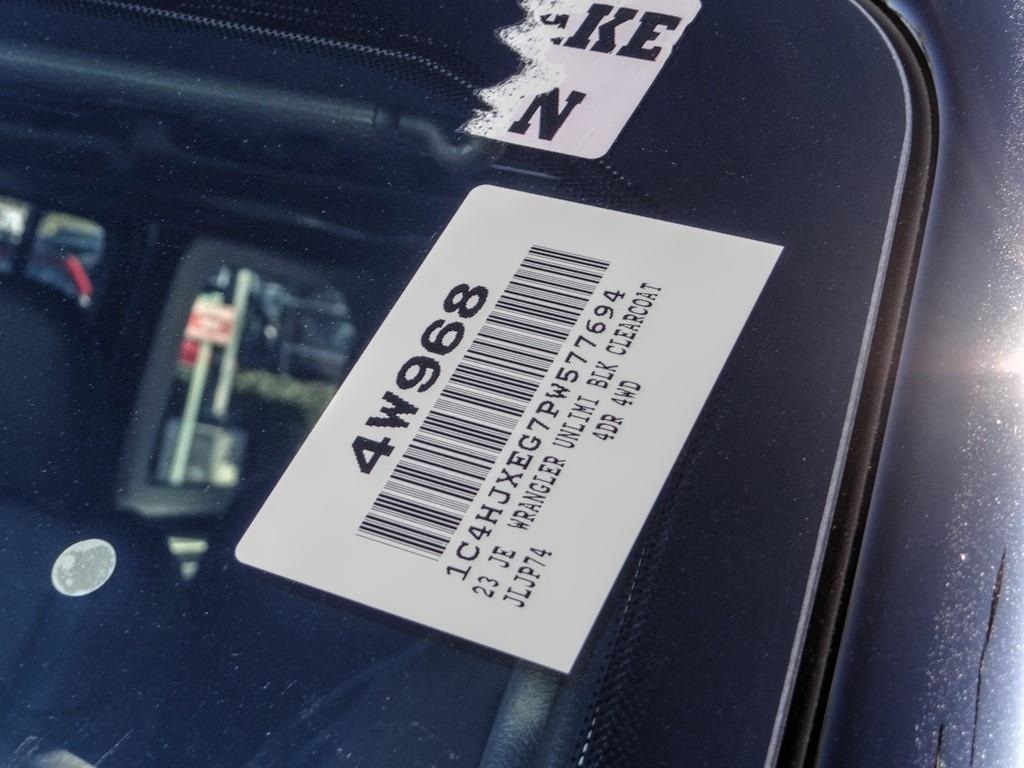 KE
N
4W968
1C4HJXEG7PW577694
23 JE WRANGLER UNLIMI BLK CLEARCOAT
JLJP74 4DR 4WD